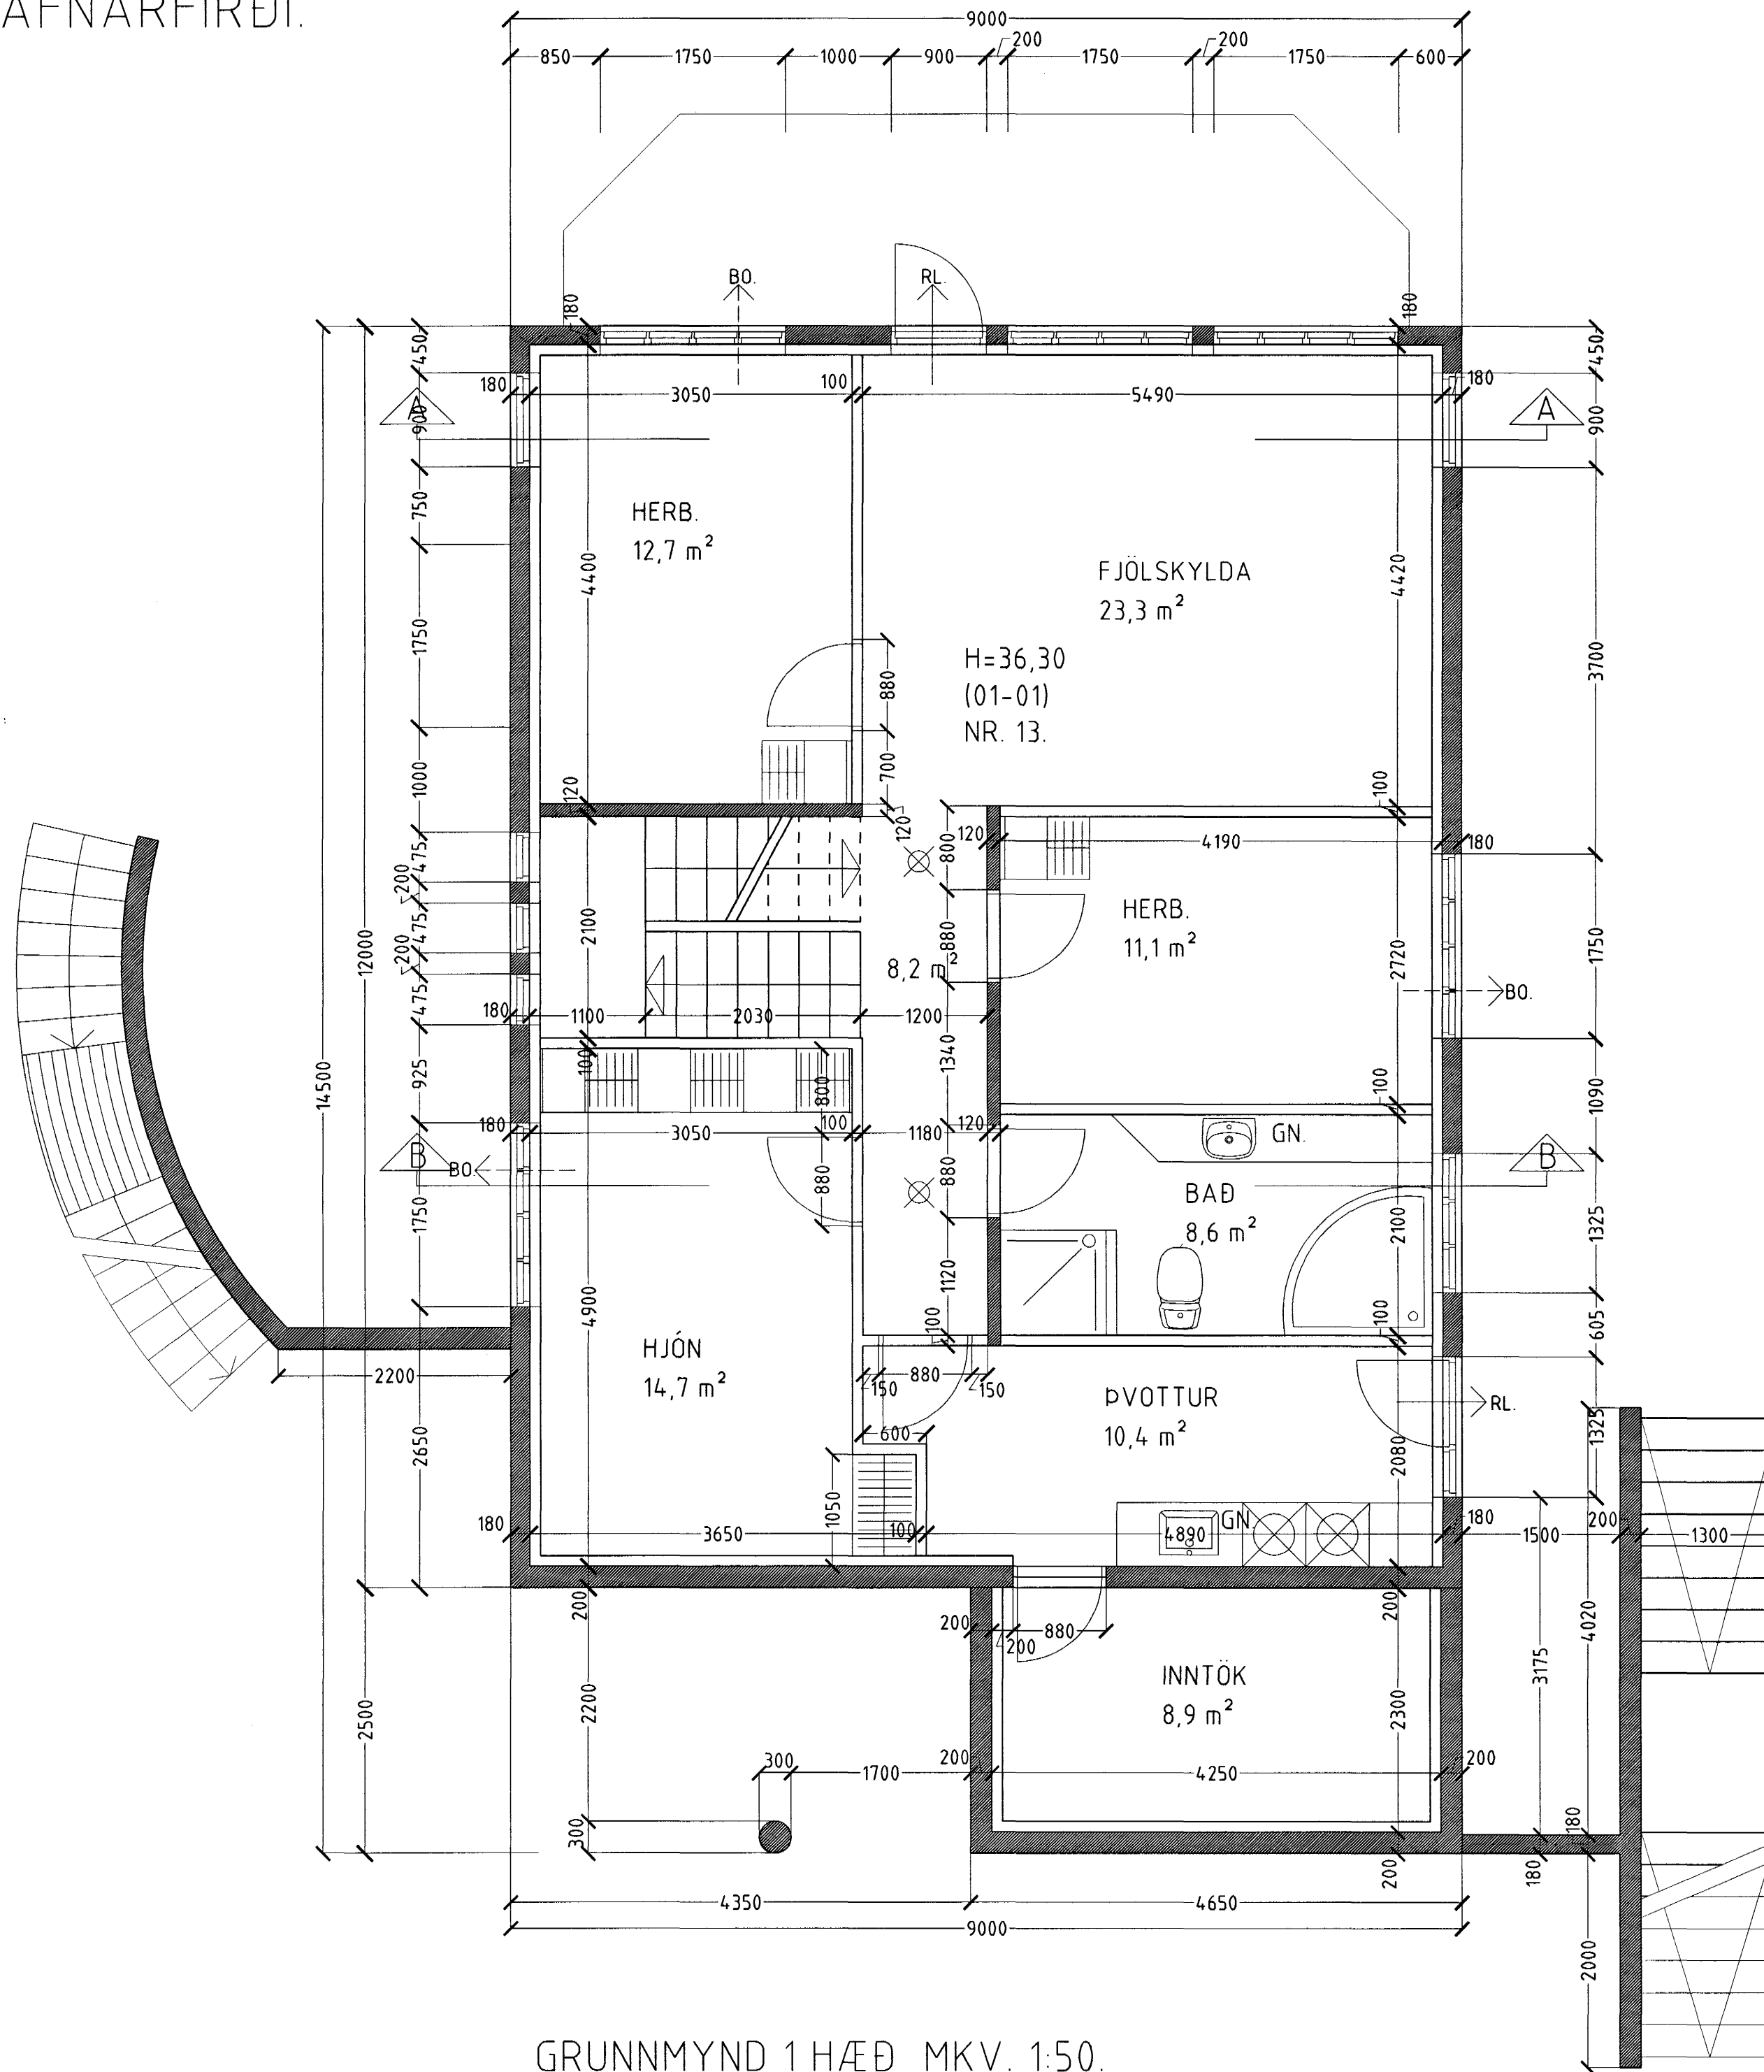 AFNARFIRÐI.
9000
850 1750 1000 900 200 1750 200 1750 600
BO. RL.
180 180
450 450
180 3050 100 5490 180
A A
900 900
750
HERB.
12,7 m²
4400
FJÖLSKYLDA
23,3 m²
4420
1750
3700
H=36,30
(01-01)
NR. 13.
880
700
1000
120
100
120
800
120
4190
180
475
200
475
200
475
2100
HERB.
11,1 m²
880
8,2 m²
2720
1750
BO.
12000
14500
180 1100 2030 1200
925
100
800
1340
100
1090
180 3050 100 1180 120
GN.
B BO. B
880
880
BAÐ
8,6 m²
2100
1325
1750
1120
4900
100
100
605
HJÓN
14,7 m²
2200
150 880 150
ÞVOTTUR
10,4 m²
RL.
1325
600
2650
2080
1050
GN.
180 3650 100 4890 180 1500 200 1300
200
200
200
200
880
4020
3175
INNTÖK
8,9 m²
2200
2300
2500
300
1700
200
4250
200
300
180
180
200
4350 4650
9000
2000
GRUNNMYND 1 HÆÐ MKV. 1:50.